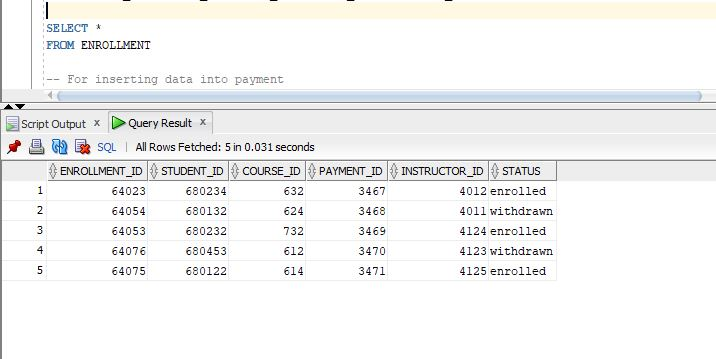 SELECT *
FROM ENROLLMENT
-- For inserting data into payment
Script Output x Query Result x
SQL | All Rows Fetched: 5 in 0.031 seconds
ENROLLMENT_ID STUDENT_ID COURSE_ID PAYMENT_ID INSTRUCTOR_ID STATUS
1 64023 680234 632 3467 4012 enrolled
2 64054 680132 624 3468 4011 withdrawn
3 64053 680232 732 3469 4124 enrolled
4 64076 680453 612 3470 4123 withdrawn
5 64075 680122 614 3471 4125 enrolled